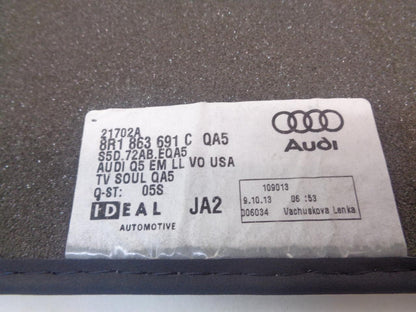 21702A
8R1 863 691 C QA5
S5D.72AB.EQA5
AUDI Q5 EM LL VO USA
TV SOUL QA5
Q-ST: 05S
IDEAL JA2
AUTOMOTIVE
Audi
109013
9.10.13 06:53
006034 Vachuskova Lenka